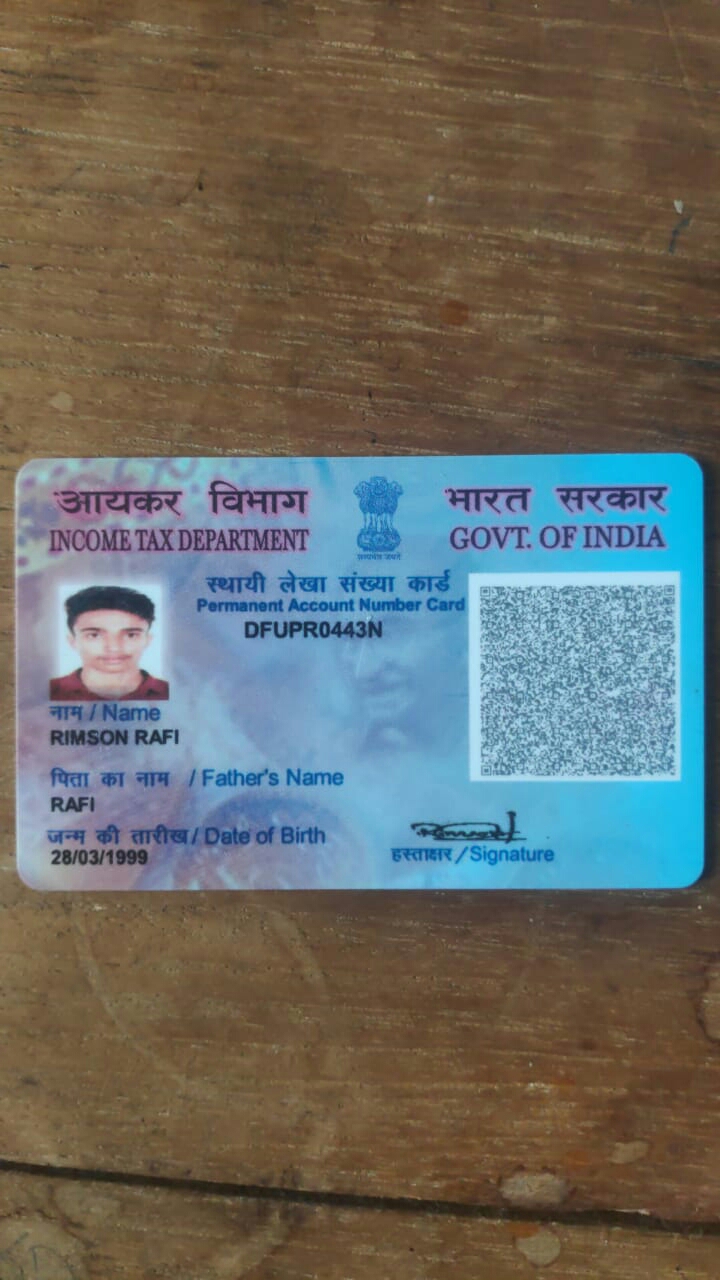 आयकर विभाग
INCOME TAX DEPARTMENT
भारत सरकार
GOVT. OF INDIA
सत्यमेव जयते
स्थायी लेखा संख्या कार्ड
Permanent Account Number Card
DFUPR0443N
नाम / Name
RIMSON RAFI
पिता का नाम / Father's Name
RAFI
जन्म की तारीख / Date of Birth
28/03/1999
हस्ताक्षर / Signature